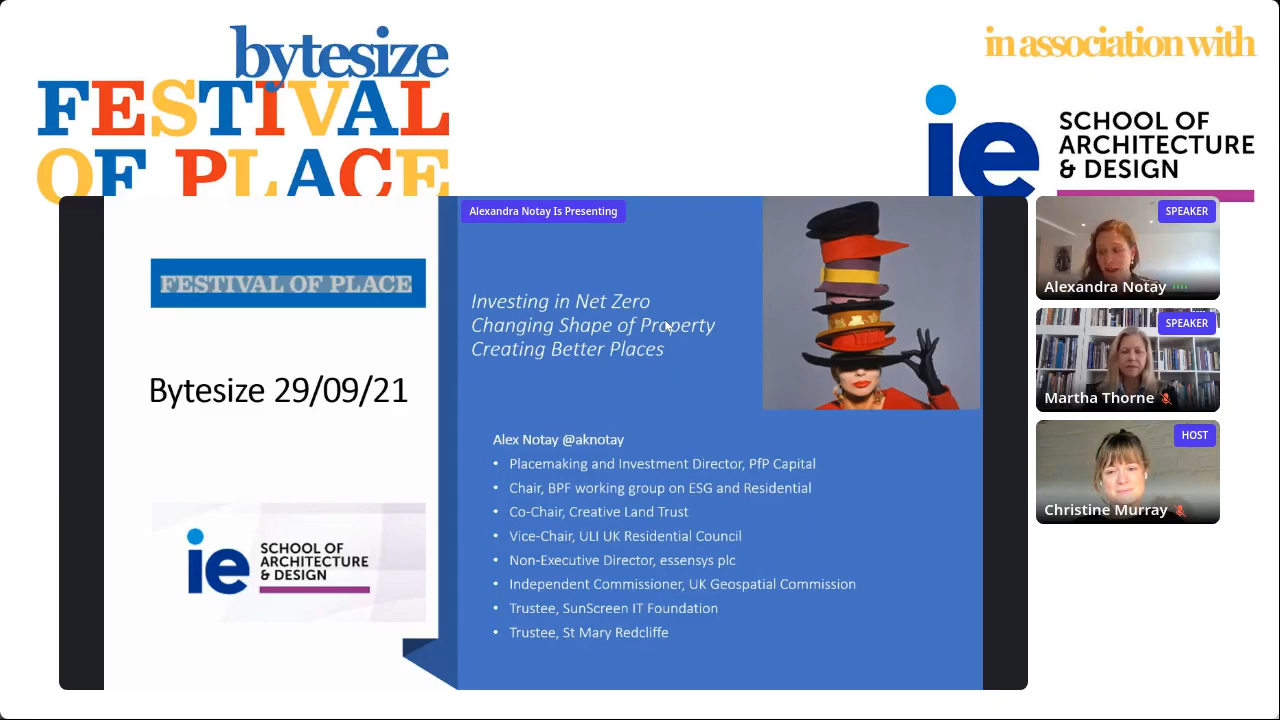 bytesize
FESTIVAL
OF PLACE
in association with
ie
SCHOOL OF
ARCHITECTURE
& DESIGN
Alexandra Notay Is Presenting
FESTIVAL OF PLACE
Bytesize 29/09/21
ie
SCHOOL OF
ARCHITECTURE
& DESIGN
Investing in Net Zero
Changing Shape of Property
Creating Better Places
Alex Notay @aknotay
• Placemaking and Investment Director, PfP Capital
• Chair, BPF working group on ESG and Residential
• Co-Chair, Creative Land Trust
• Vice-Chair, ULI UK Residential Council
• Non-Executive Director, essensys plc
• Independent Commissioner, UK Geospatial Commission
• Trustee, SunScreen IT Foundation
• Trustee, St Mary Redcliffe
SPEAKER
Alexandra Notay
SPEAKER
Martha Thorne
HOST
Christine Murray